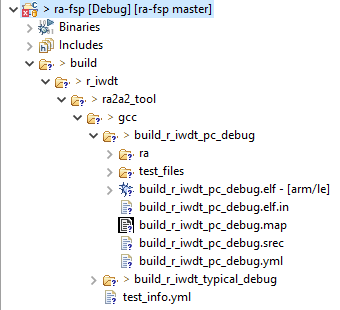 > ra-fsp [Debug] [ra-fsp master]
Binaries
Includes
> build
> r_iwdt
> ra2a2_tool
> gcc
> build_r_iwdt_pc_debug
> ra
> test_files
build_r_iwdt_pc_debug.elf - [arm/le]
build_r_iwdt_pc_debug.elf.in
build_r_iwdt_pc_debug.map
build_r_iwdt_pc_debug.srec
build_r_iwdt_pc_debug.yml
> build_r_iwdt_typical_debug
test_info.yml